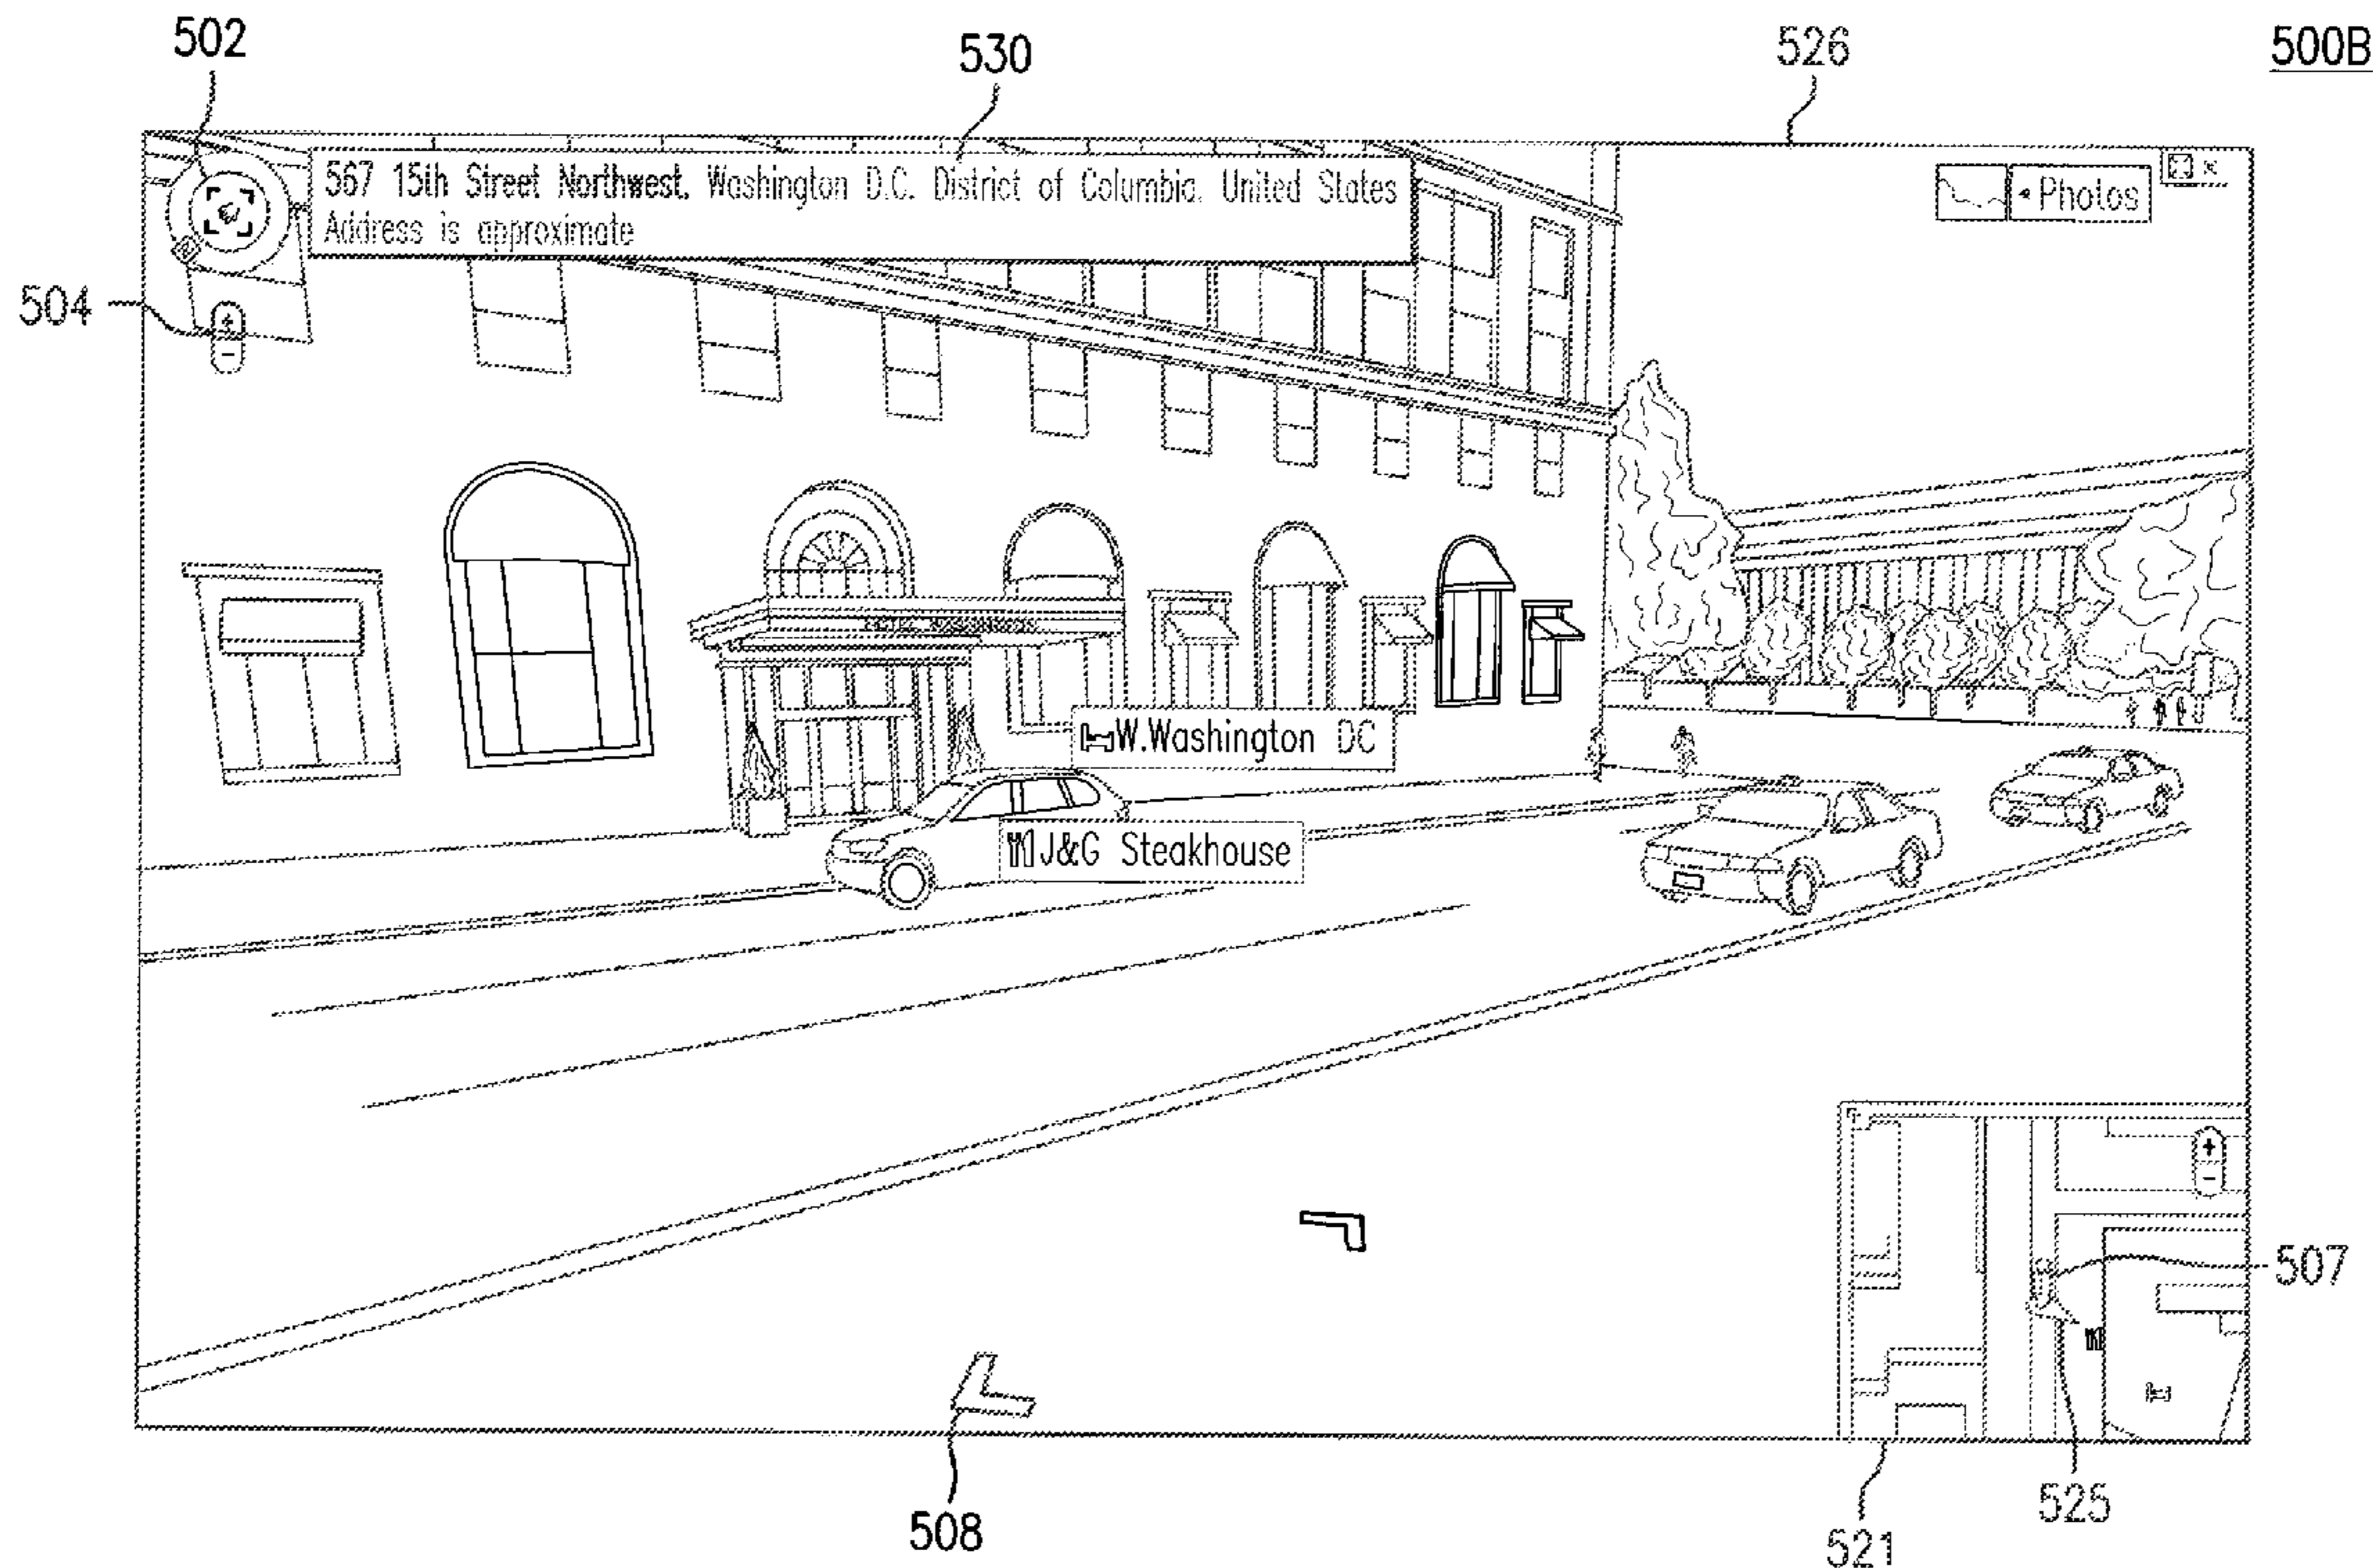 502
530
526
500B
567 15th Street Northwest, Washington D.C. District of Columbia, United States
Address is approximate
Photos
504
+
−
W.Washington DC
J&G Steakhouse
+
−
507
525
508
521